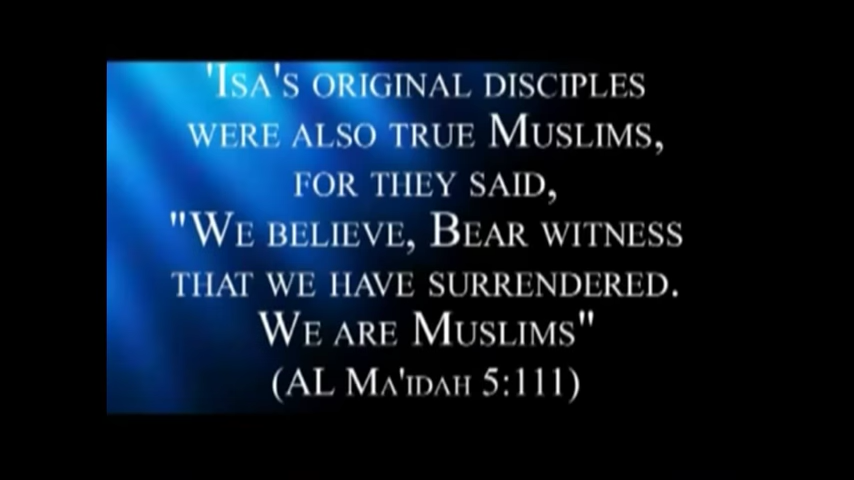 'Isa's original disciples
were also true Muslims,
for they said,
"We believe, Bear witness
that we have surrendered.
We are Muslims"
(AL Ma'idah 5:111)